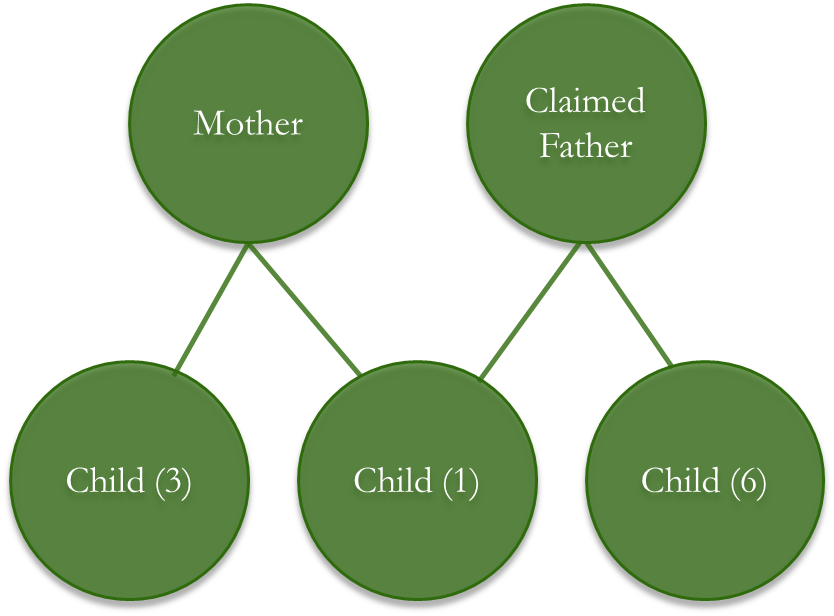 Mother
Claimed
Father
Child (3)
Child (1)
Child (6)